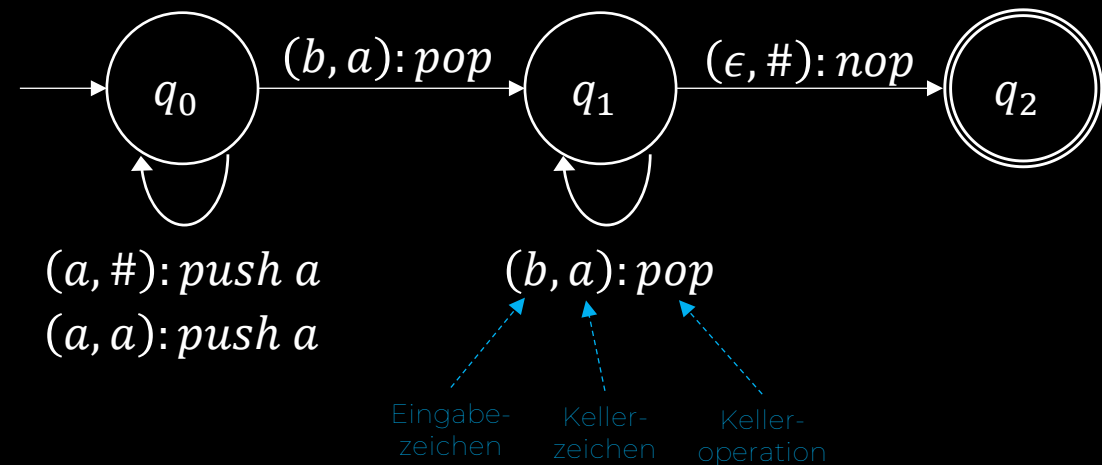 (b, a): pop
(ϵ, #): nop
q₀
q₁
q₂
(a, #): push a
(a, a): push a
(b, a): pop
Eingabe-
zeichen
Keller-
zeichen
Keller-
operation